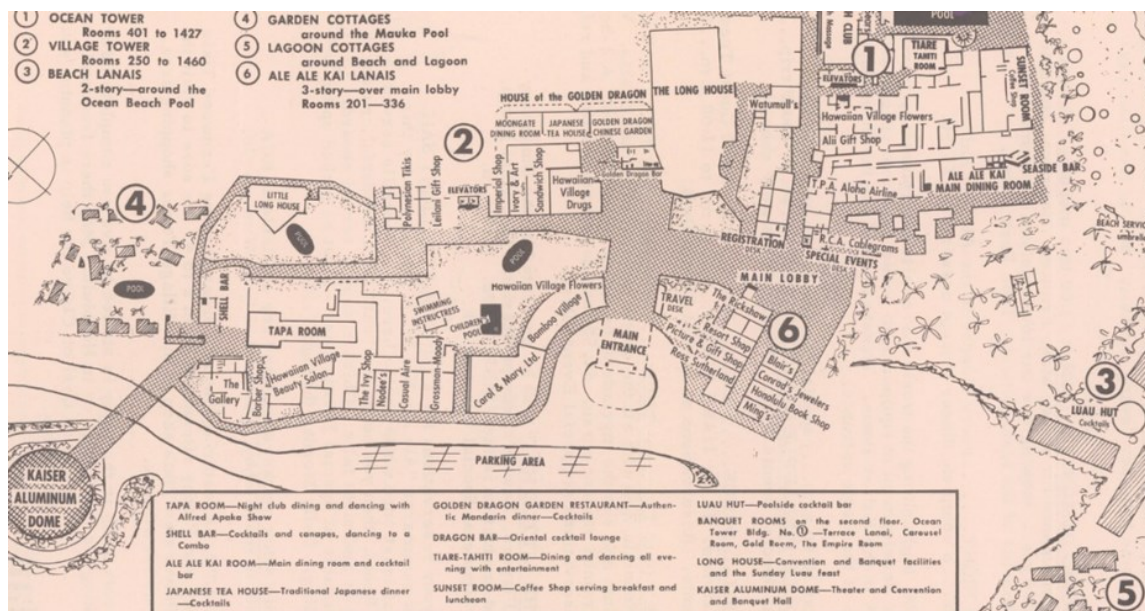 1 OCEAN TOWER
Rooms 401 to 1427
2 VILLAGE TOWER
Rooms 250 to 1460
3 BEACH LANAIS
2-story—around the
Ocean Beach Pool
4 GARDEN COTTAGES
around the Mauka Pool
5 LAGOON COTTAGES
around Beach and Lagoon
6 ALE ALE KAI LANAIS
3-story—over main lobby
Rooms 201—336
HOUSE of the GOLDEN DRAGON
MOONGATE
DINING ROOM
JAPANESE
TEA HOUSE
GOLDEN DRAGON
CHINESE GARDEN
Golden Dragon Bar
THE LONG HOUSE
Watumull's
POOL
Massage
1
TIARE
TAHITI
ROOM
ELEVATORS
SUNSET ROOM
Coffee Shop
Hawaiian Village Flowers
Alii Gift Shop
SEASIDE BAR
ALE ALE KAI
MAIN DINING ROOM
T.P.A. Aloha Airline
2
ELEVATORS
Polynesian Tikis
Leilani Gift Shop
Imperial Shop
Ivory & Art
Sandwich Shop
Hawaiian
Village
Drugs
4
LITTLE
LONG HOUSE
POOL
POOL
POOL
REGISTRATION
DESK
R.C.A. Cablegrams
SPECIAL EVENTS
DESK
MAIN LOBBY
BEACH SERVICE
SHELL BAR
TAPA ROOM
SWIMMING
INSTRUCTRESS
CHILDREN'S
POOL
Hawaiian Village Flowers
Bamboo Village
Carol & Mary, Ltd.
MAIN
ENTRANCE
TRAVEL
DESK
The Rickshaw
Resort Shop
Picture & Gift Shop
Ross Sutherland
6
Blair's
Conrad's Jewelers
Honolulu Book Shop
Ming's
The
Gallery
Barber Shop
Hawaiian Village
Beauty Salon
The Ivy Shop
Nadee's
Casual Aire
Grossman-Moody
3
LUAU HUT
Cocktails
PARKING AREA
KAISER
ALUMINUM
DOME
TAPA ROOM—Night club dining and dancing with
Alfred Apaka Show
SHELL BAR—Cocktails and canapes, dancing to a
Combo
ALE ALE KAI ROOM—Main dining room and cocktail
bar
JAPANESE TEA HOUSE—Traditional Japanese dinner
—Cocktails
GOLDEN DRAGON GARDEN RESTAURANT—Authen-
tic Mandarin dinner—Cocktails
DRAGON BAR—Oriental cocktail lounge
TIARE-TAHITI ROOM—Dining and dancing all eve-
ning with entertainment
SUNSET ROOM—Coffee Shop serving breakfast and
luncheon
LUAU HUT—Poolside cocktail bar
BANQUET ROOMS on the second floor. Ocean
Tower Bldg. No. 1—Terrace Lanai, Carousel
Room, Gold Room, The Empire Room
LONG HOUSE—Convention and Banquet facilities
and the Sunday Luau feast
KAISER ALUMINUM DOME—Theater and Convention
and Banquet Hall
5